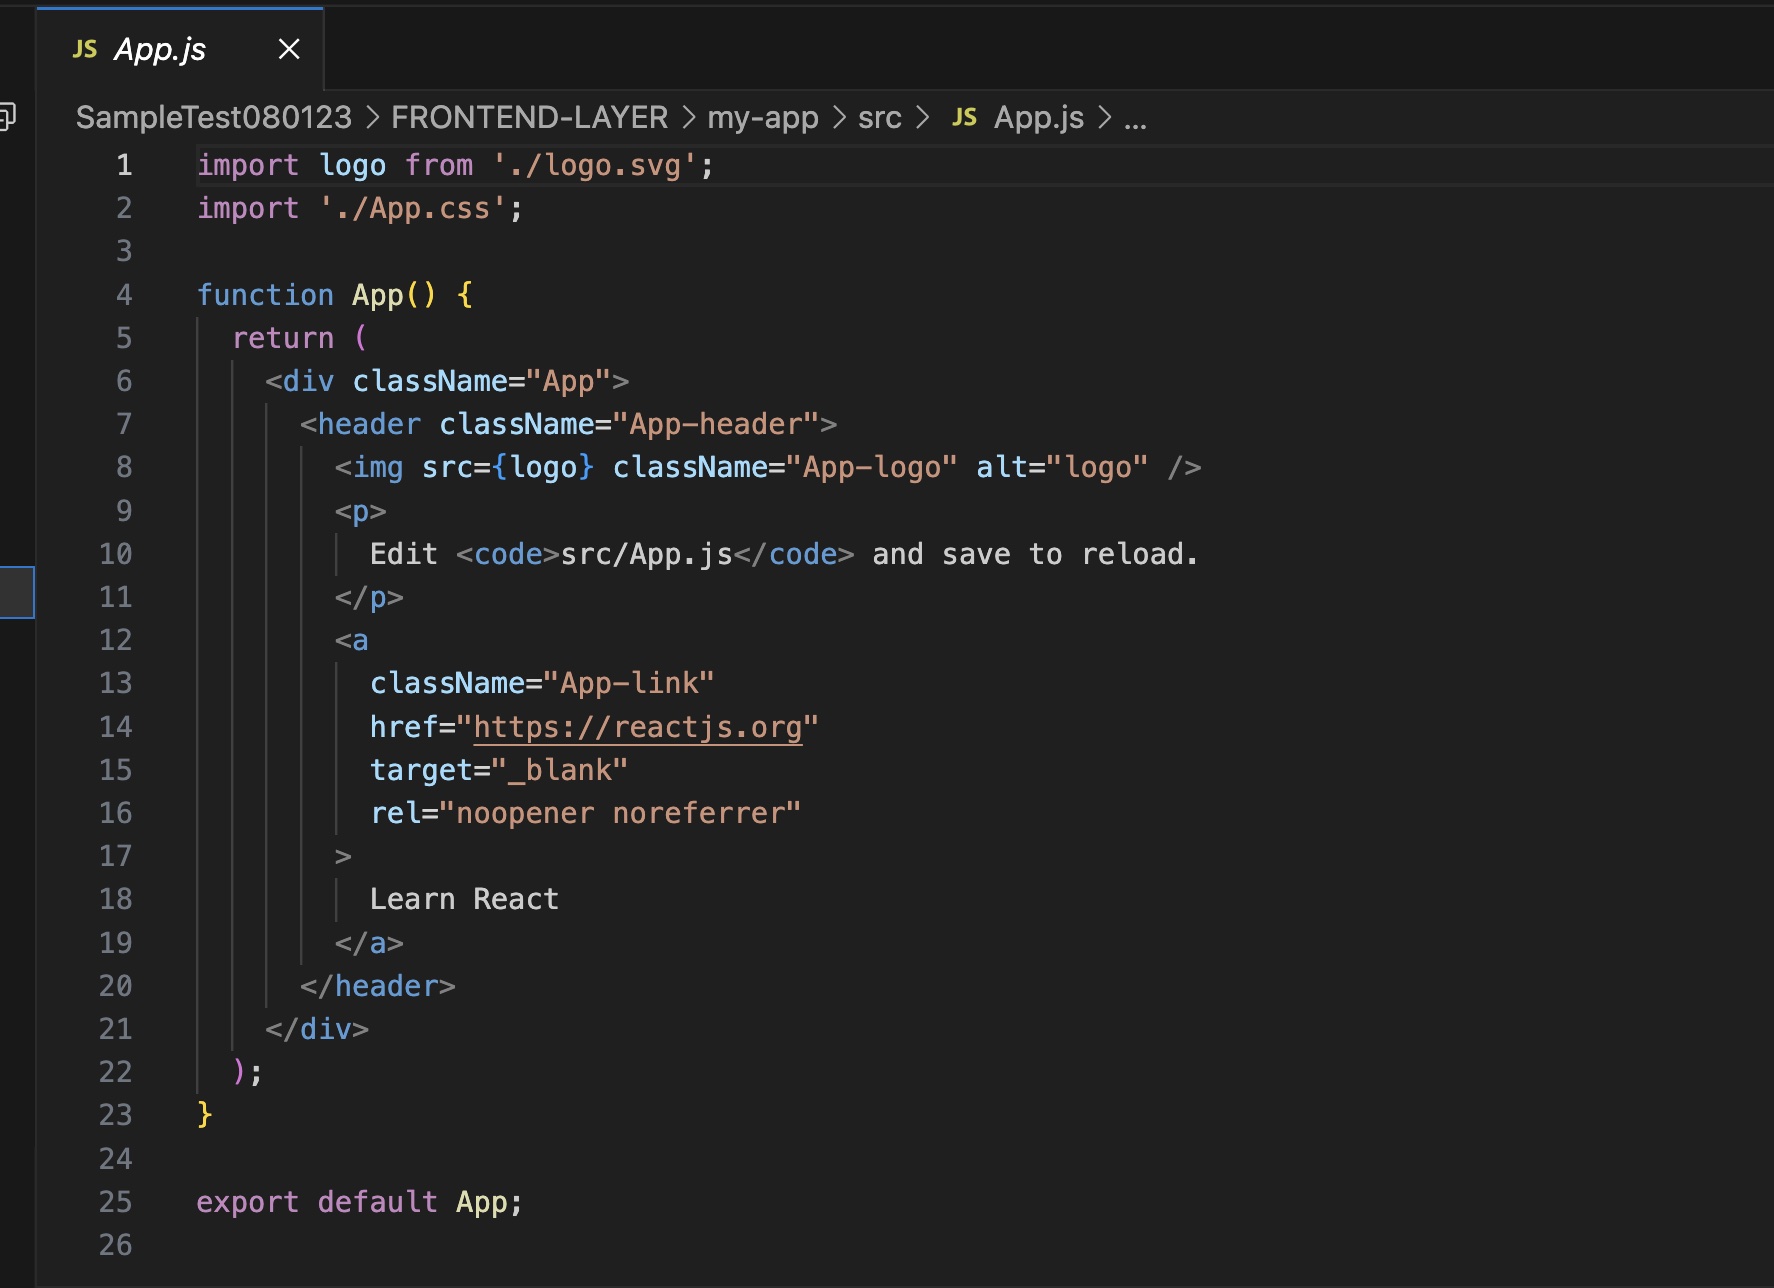 JS App.js
SampleTest080123 > FRONTEND-LAYER > my-app > src > JS App.js > ...
1 import logo from './logo.svg';
2 import './App.css';
3
4 function App() {
5   return (
6     <div className="App">
7       <header className="App-header">
8         <img src={logo} className="App-logo" alt="logo" />
9         <p>
10           Edit <code>src/App.js</code> and save to reload.
11         </p>
12         <a
13           className="App-link"
14           href="https://reactjs.org"
15           target="_blank"
16           rel="noopener noreferrer"
17         >
18           Learn React
19         </a>
20       </header>
21     </div>
22   );
23 }
24
25 export default App;
26